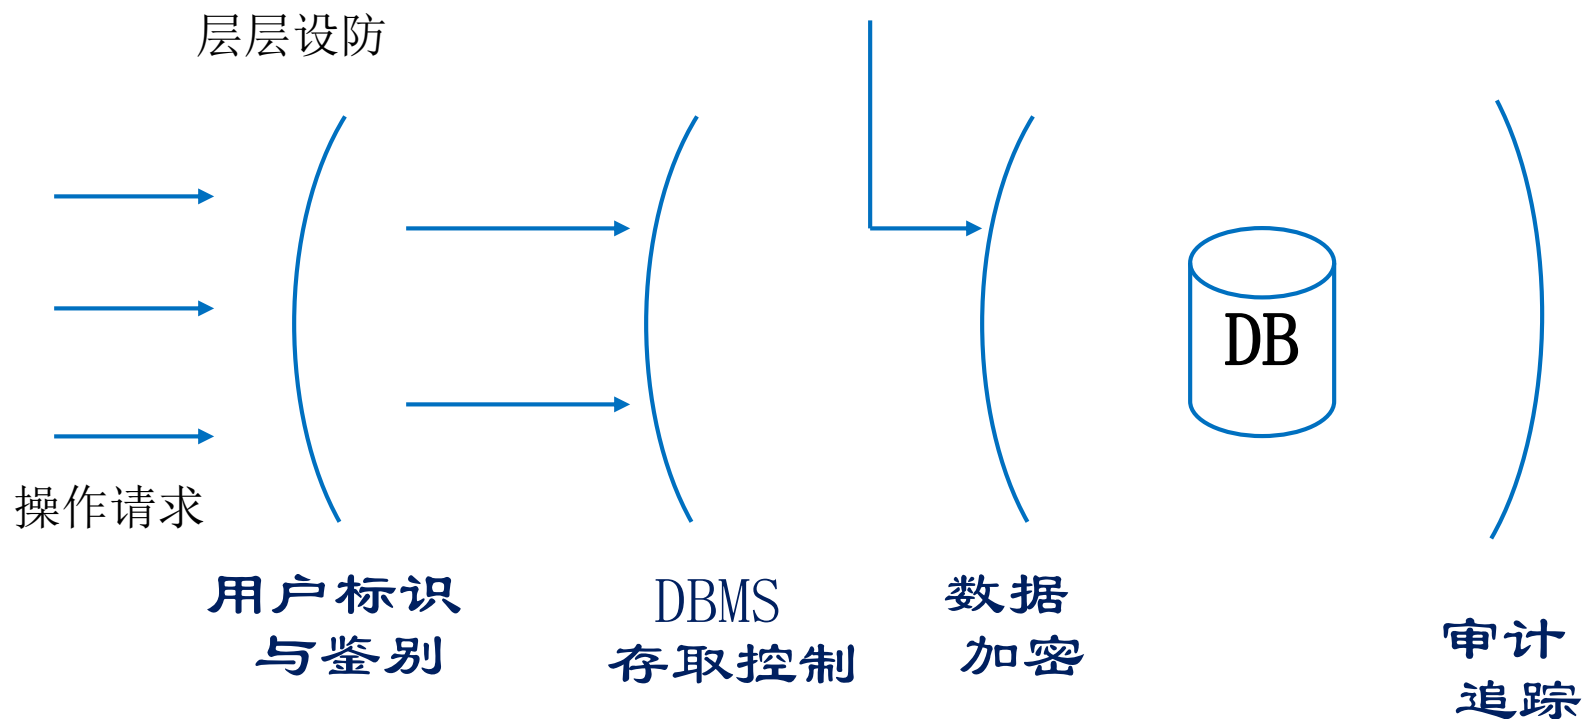 层层设防
DB
操作请求
用户标识
与鉴别
DBMS
存取控制
数据
加密
审计
追踪